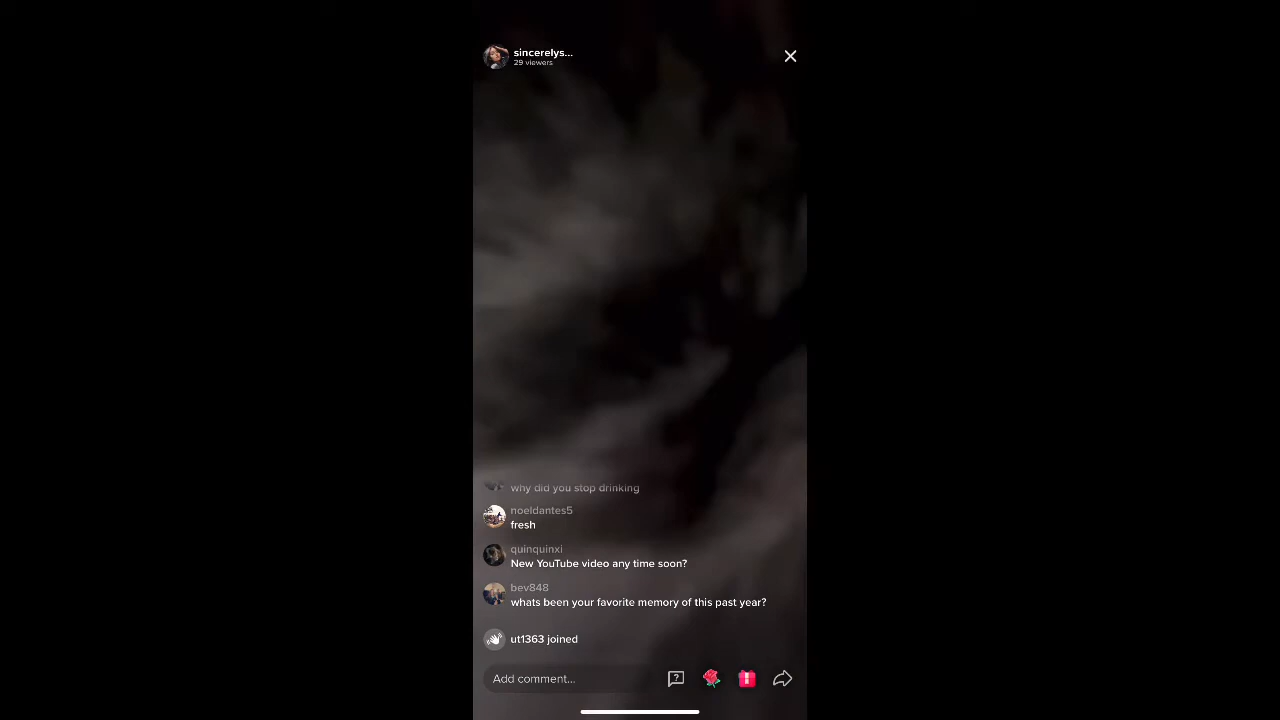 sincerelys...
29 viewers
why did you stop drinking
noeldantes5
fresh
quinquinxi
New YouTube video any time soon?
bev848
whats been your favorite memory of this past year?
ut1363 joined
Add comment...